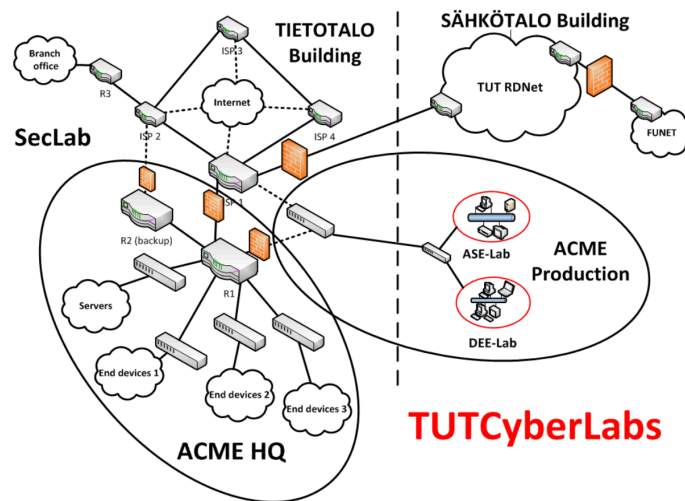 SÄHKÖTALO Building
TIETOTALO
Building
Branch
office
ISP 3
R3
TUT RDNet
Internet
FUNET
SecLab
ISP 2
ISP 4
ISP 1
R2 (backup)
ASE-Lab
ACME
Production
R1
Servers
DEE-Lab
End devices 1
End devices 2
End devices 3
TUTCyberLabs
ACME HQ